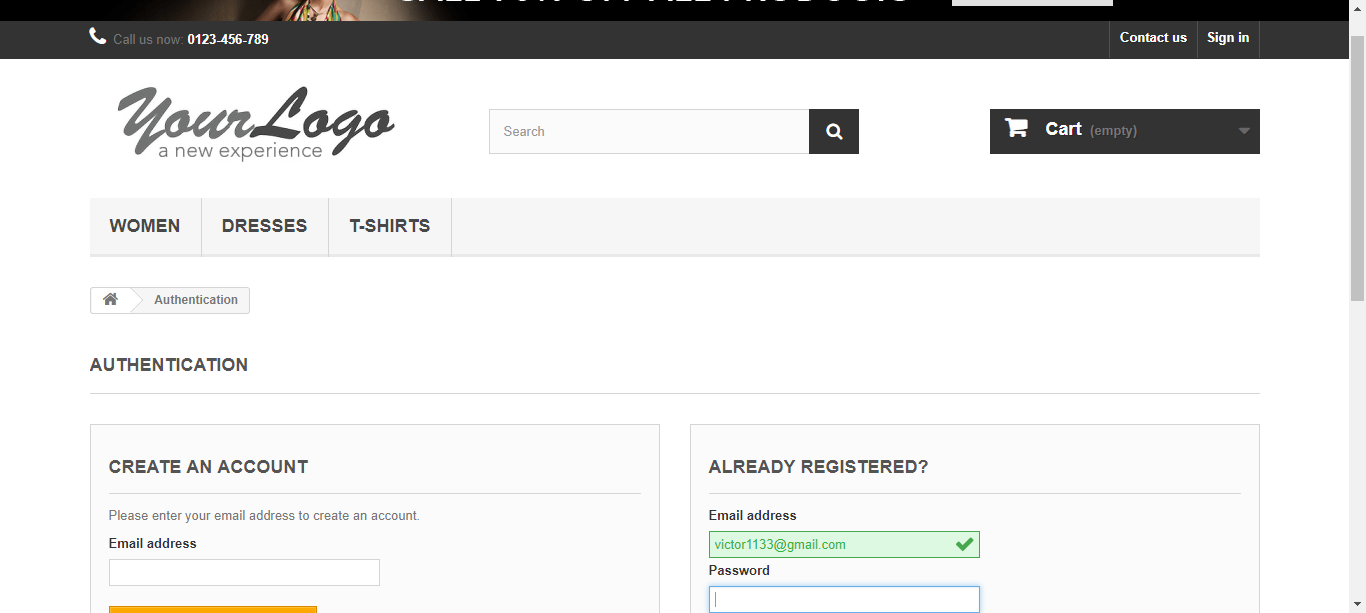 Call us now: 0123-456-789
Contact us
Sign in
YourLogo
a new experience
Search
Cart (empty)
WOMEN
DRESSES
T-SHIRTS
Authentication
AUTHENTICATION
CREATE AN ACCOUNT
Please enter your email address to create an account.
Email address
ALREADY REGISTERED?
Email address
victor1133@gmail.com
Password